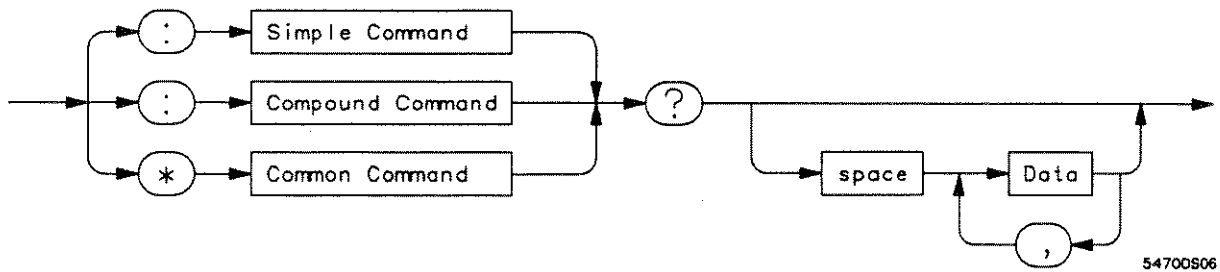 : Simple Command
: Compound Command ?
* Common Command
space Data
,
54700S06